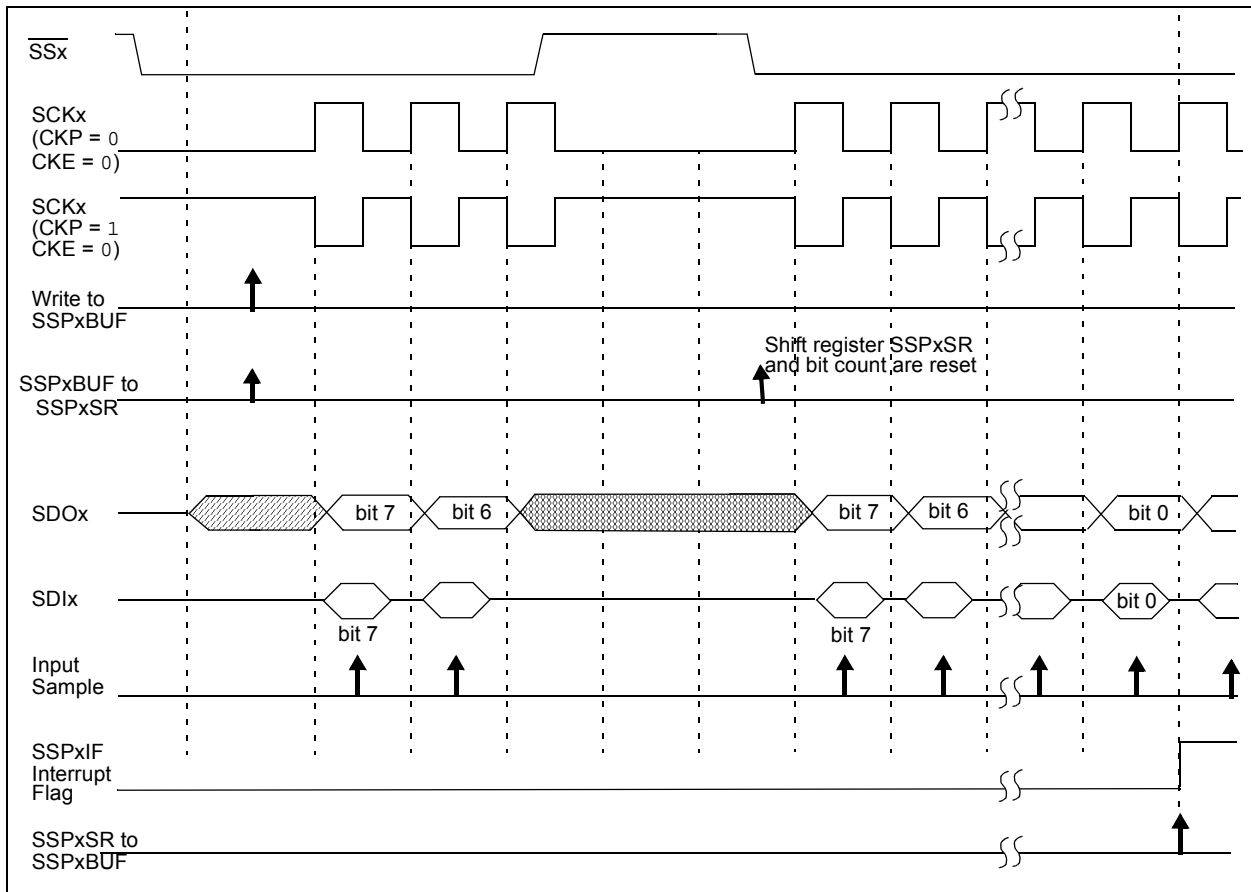 SSx
SCKx
(CKP = 0
CKE = 0)
SCKx
(CKP = 1
CKE = 0)
Write to
SSPxBUF
Shift register SSPxSR
and bit count are reset
SSPxBUF to
SSPxSR
SDOx
bit 7
bit 6
bit 7
bit 6
bit 0
SDIx
bit 0
bit 7
bit 7
Input
Sample
SSPxIF
Interrupt
Flag
SSPxSR to
SSPxBUF